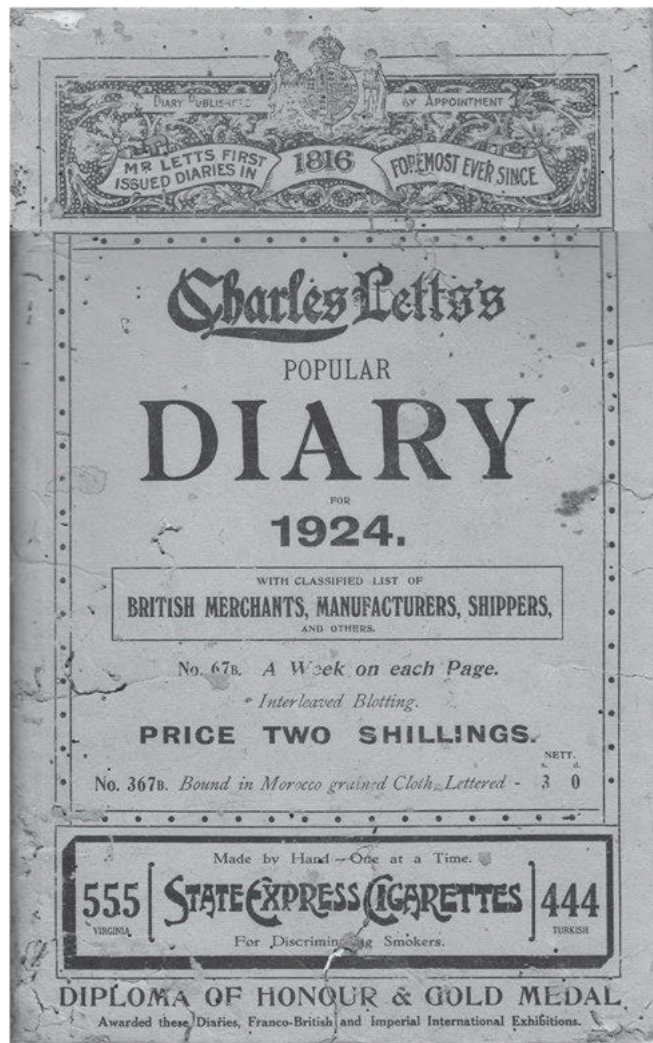 DIARY PUBLISHERS BY APPOINTMENT
MR LETTS FIRST
ISSUED DIARIES IN
1816
FOREMOST EVER SINCE
Charles Letts's
POPULAR
DIARY
FOR
1924.
WITH CLASSIFIED LIST OF
BRITISH MERCHANTS, MANUFACTURERS, SHIPPERS,
AND OTHERS.
No. 67B. A Week on each Page.
Interleaved Blotting.
PRICE TWO SHILLINGS.
NETT.
s. d.
No. 367B. Bound in Morocco grained Cloth, Lettered - 3 0
Made by Hand—One at a Time.
555 STATE EXPRESS CIGARETTES 444
VIRGINIA TURKISH
For Discriminating Smokers.
DIPLOMA OF HONOUR & GOLD MEDAL
Awarded these Diaries, Franco-British and Imperial International Exhibitions.